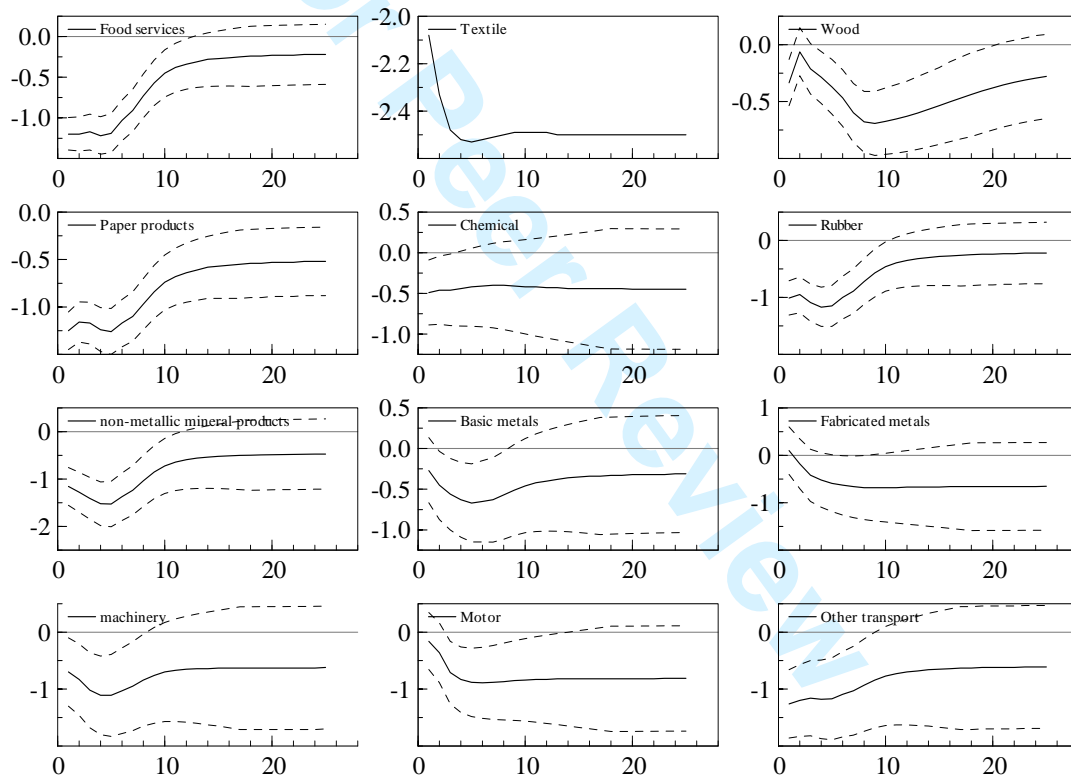 For Peer Review
Food services
0.0
-0.5
-1.0
0 10 20
Textile
-2.0
-2.2
-2.4
0 10 20
Wood
0.0
-0.5
0 10 20
Paper products
0.0
-0.5
-1.0
0 10 20
Chemical
0.5
0.0
-0.5
-1.0
0 10 20
Rubber
0
-1
0 10 20
non-metallic mineral products
0
-1
-2
0 10 20
Basic metals
0.5
0.0
-0.5
-1.0
0 10 20
Fabricated metals
1
0
-1
0 10 20
machinery
0
-1
0 10 20
Motor
0
-1
0 10 20
Other transport
0
-1
0 10 20